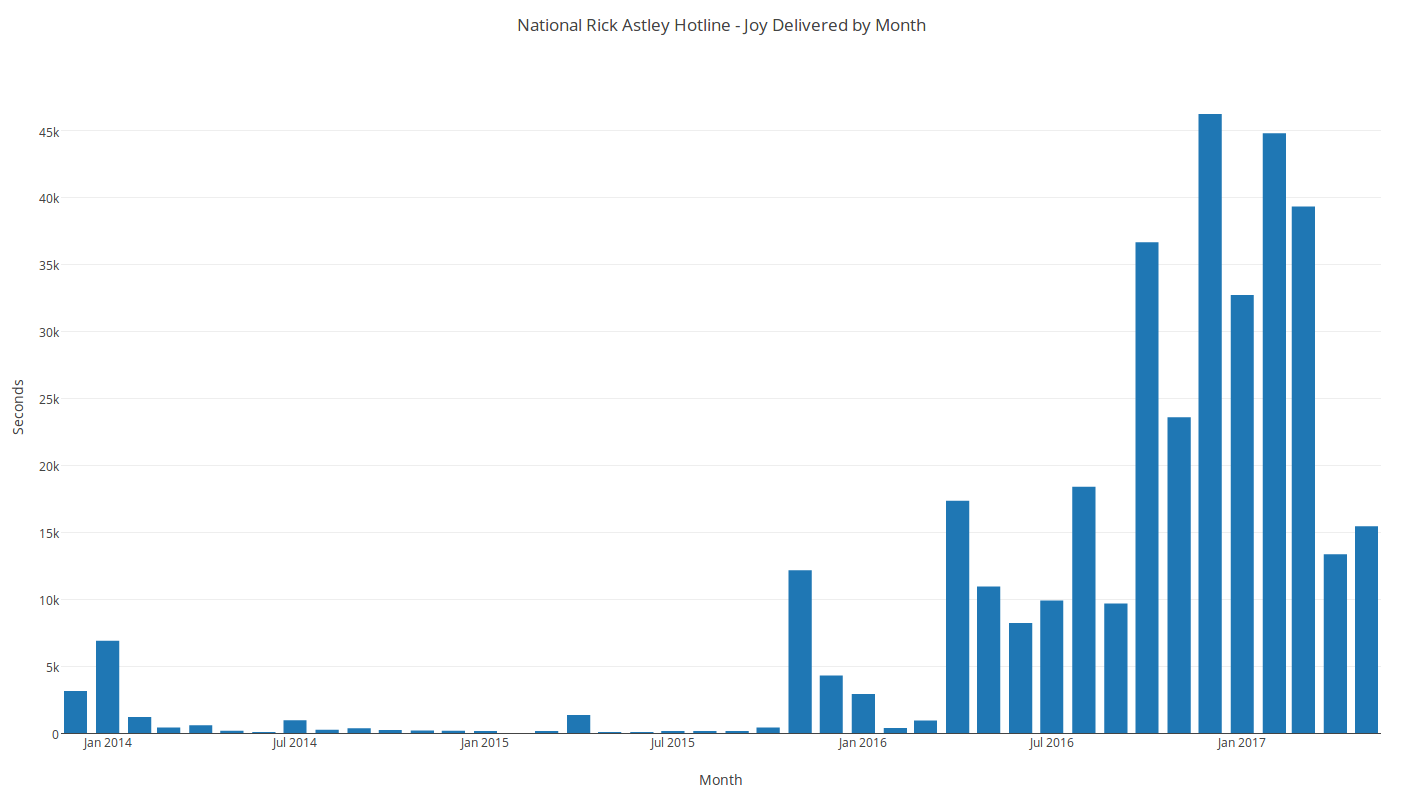 National Rick Astley Hotline - Joy Delivered by Month
45k
40k
35k
30k
25k
20k
15k
10k
5k
0
Seconds
Jan 2014 Jul 2014 Jan 2015 Jul 2015 Jan 2016 Jul 2016 Jan 2017
Month